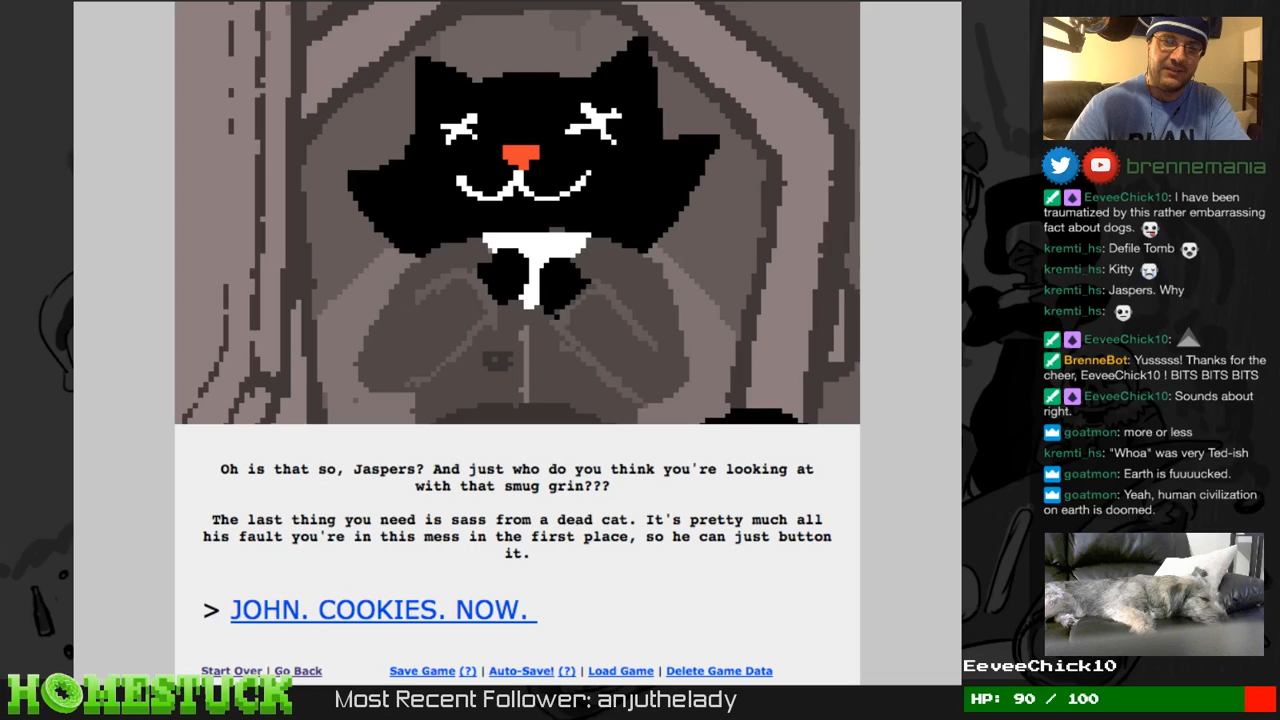 Oh is that so, Jaspers? And just who do you think you're looking at
with that smug grin???
The last thing you need is sass from a dead cat. It's pretty much all
his fault you're in this mess in the first place, so he can just button
it.
> JOHN. COOKIES. NOW.
Start Over | Go Back
Save Game (?) | Auto-Save! (?) | Load Game | Delete Game Data
HOMESTUCK
Most Recent Follower: anjuthelady
PLAN
brennemania
EeveeChick10: I have been
traumatized by this rather embarrassing
fact about dogs.
kremti_hs: Defile Tomb
kremti_hs: Kitty
kremti_hs: Jaspers. Why
kremti_hs:
EeveeChick10:
BrenneBot: Yusssss! Thanks for the
cheer, EeveeChick10 ! BITS BITS BITS
EeveeChick10: Sounds about
right.
goatmon: more or less
kremti_hs: "Whoa" was very Ted-ish
goatmon: Earth is fuuuucked.
goatmon: Yeah, human civilization
on earth is doomed.
EeveeChick10
HP: 90 / 100